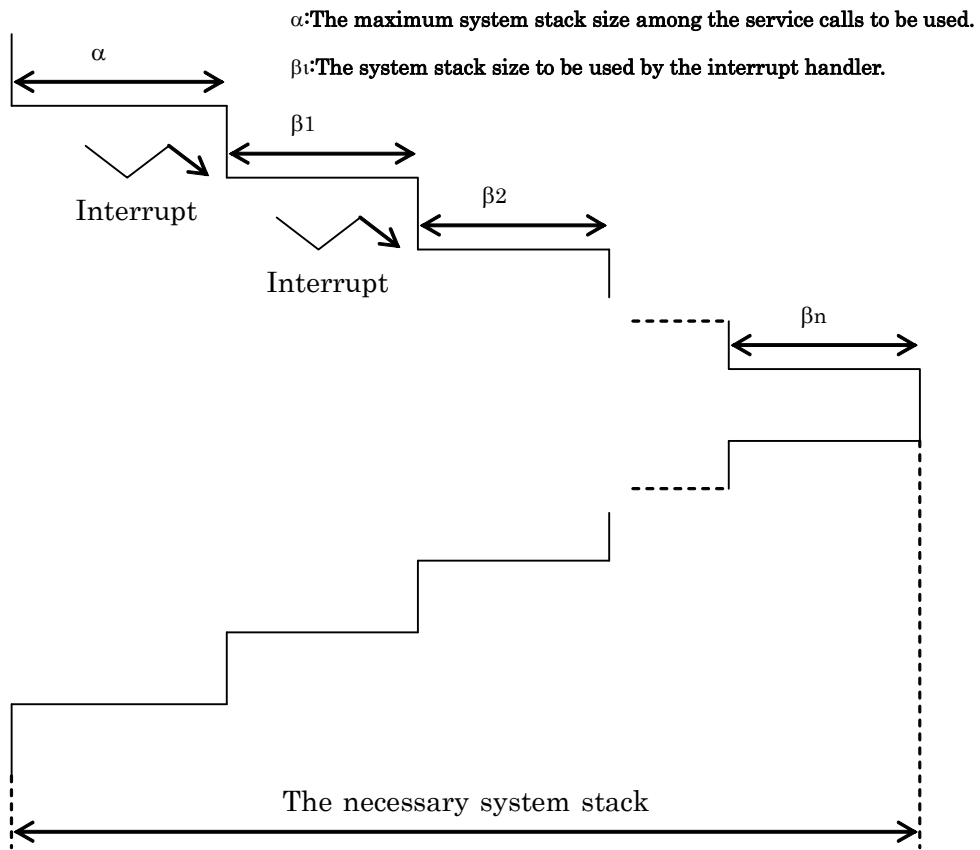 α:The maximum system stack size among the service calls to be used.
α
βι:The system stack size to be used by the interrupt handler.
β1
Interrupt
β2
Interrupt
βn
The necessary system stack